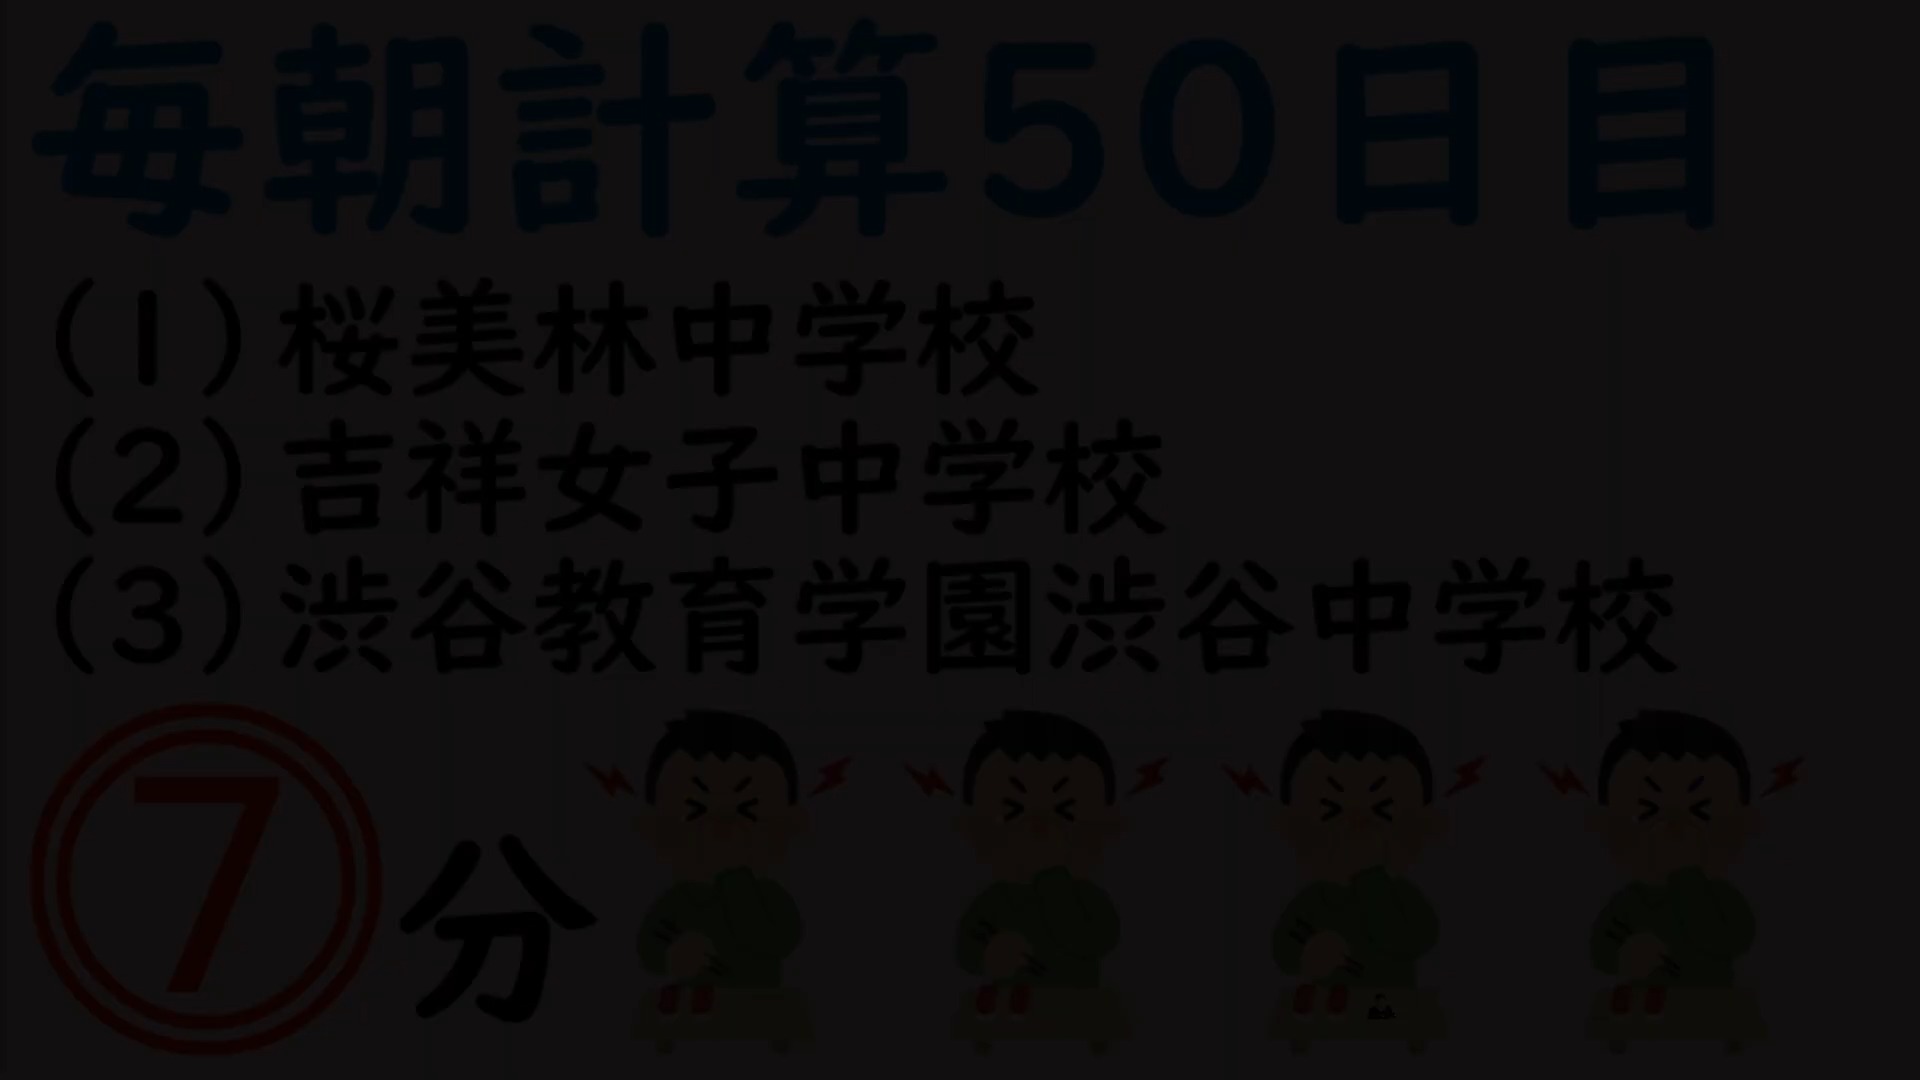 毎朝計算50日目
(1)桜美林中学校
(2)吉祥女子中学校
(3)渋谷教育学園渋谷中学校
7分